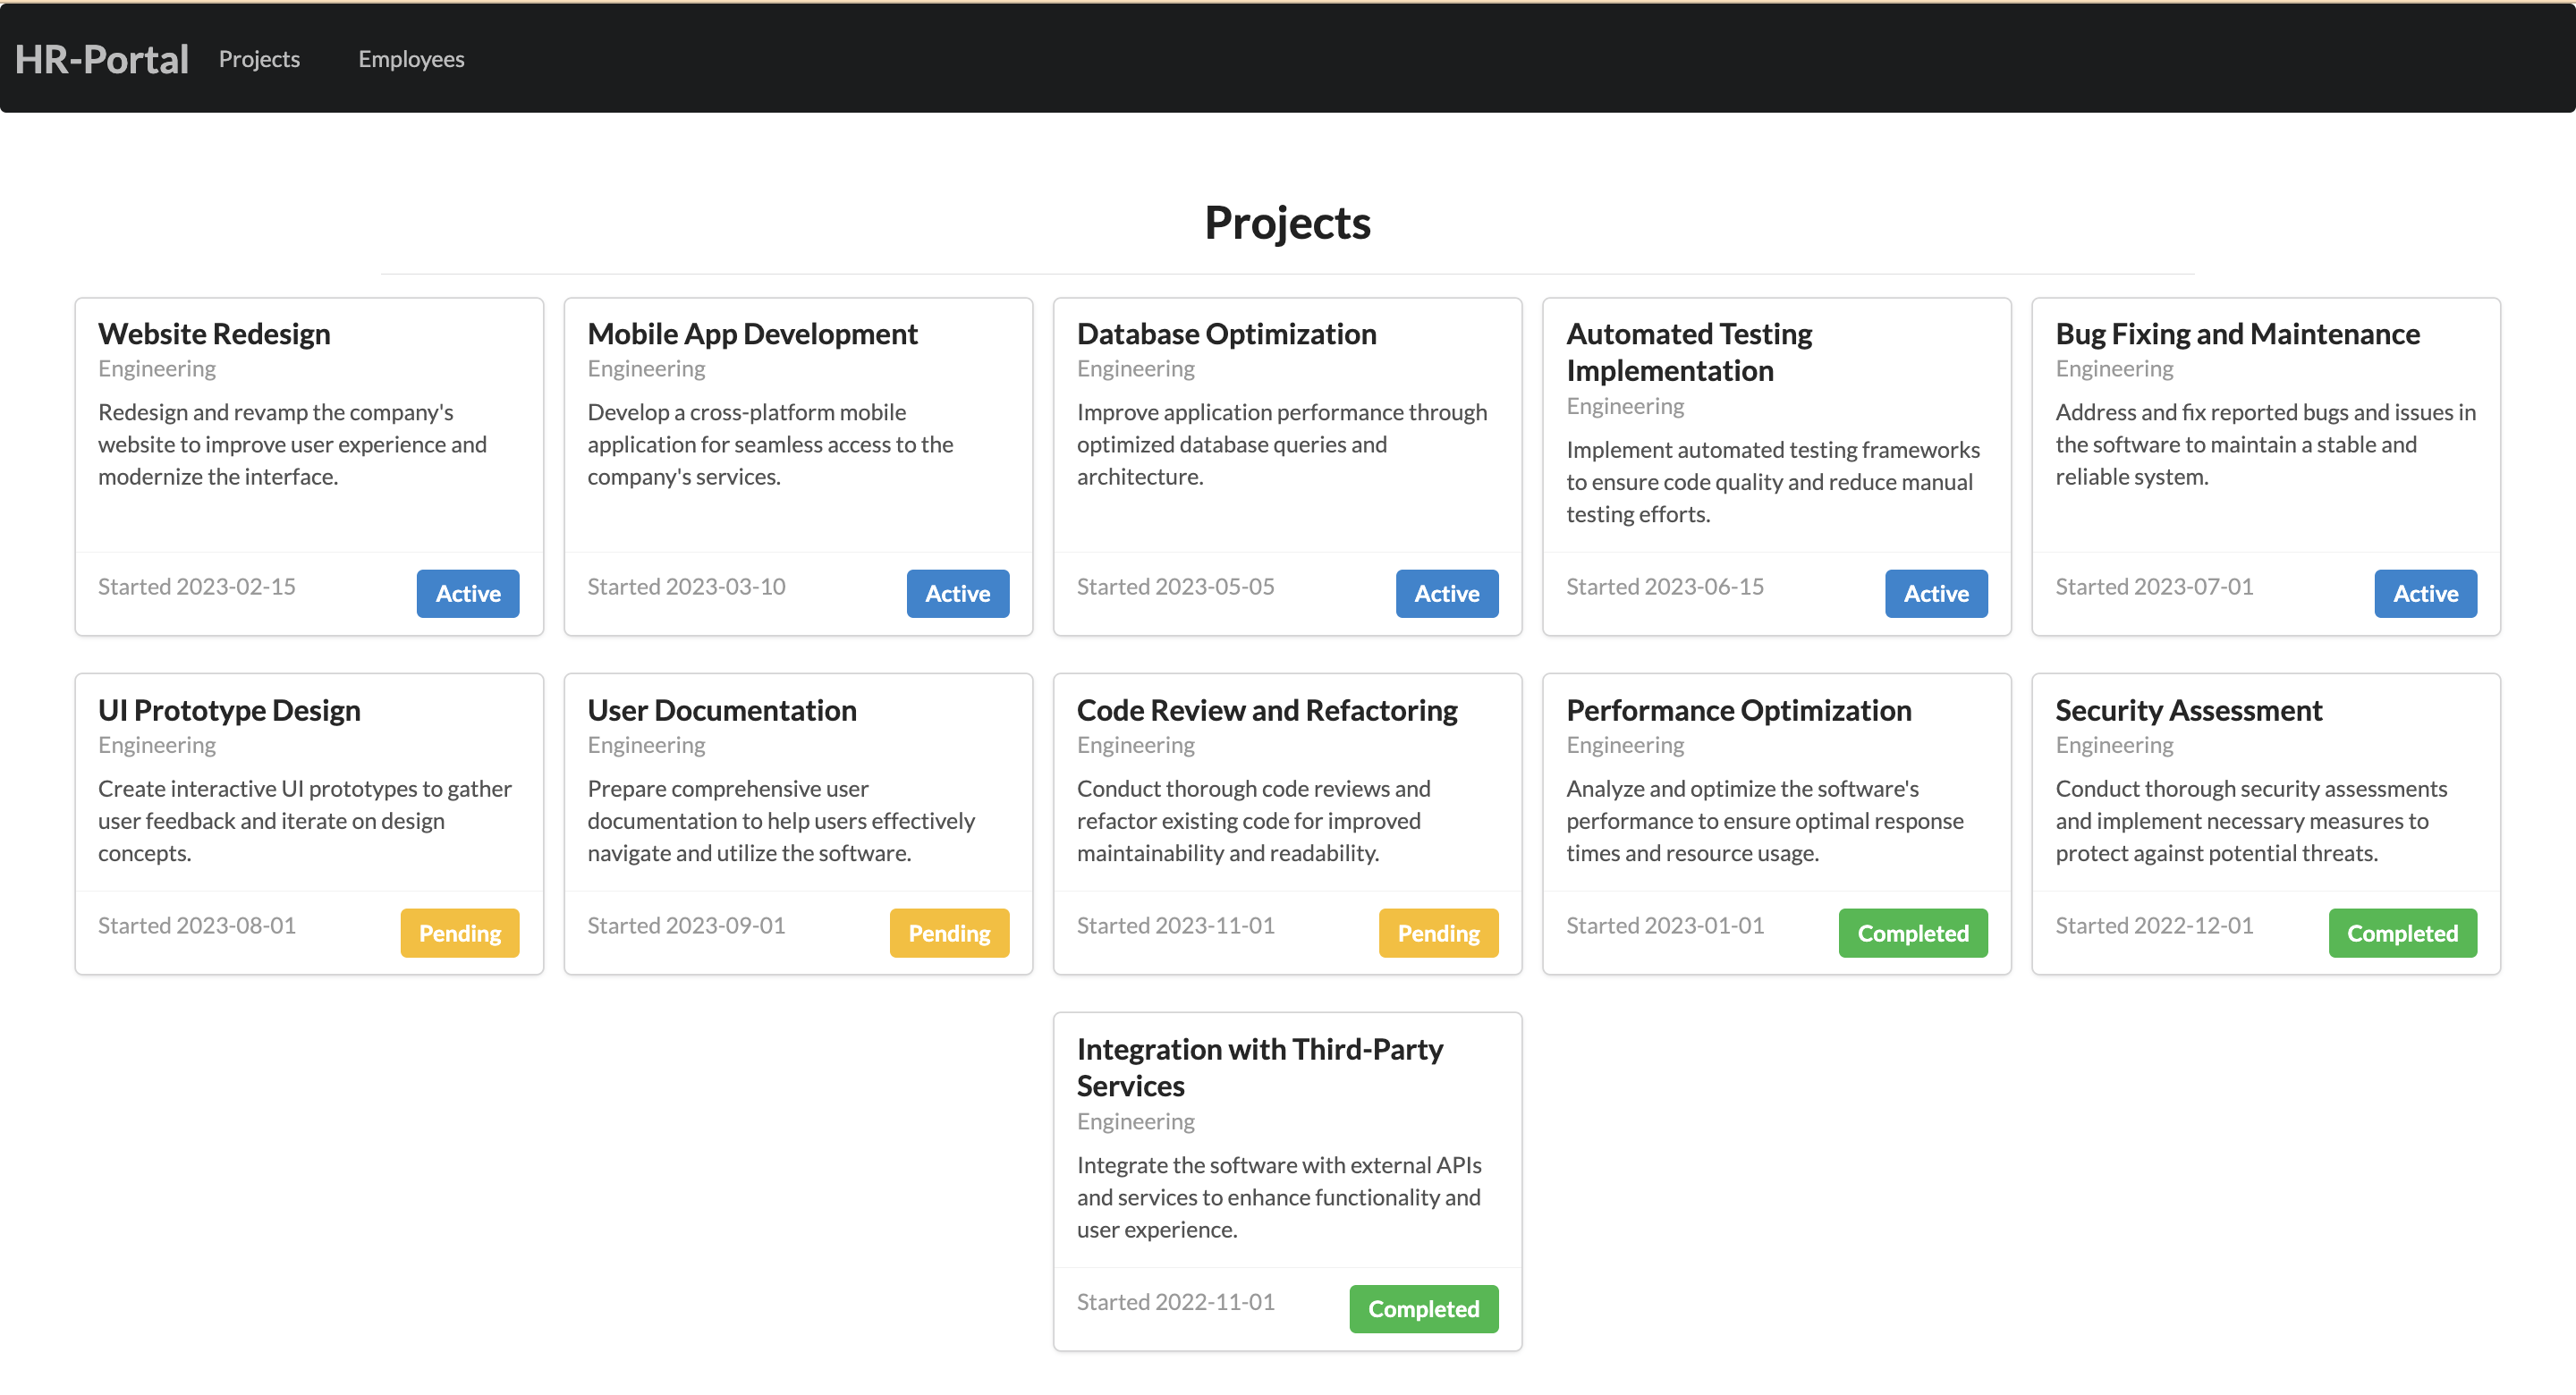 HR-Portal
Projects
Employees
Projects
Website Redesign
Engineering
Redesign and revamp the company's
website to improve user experience and
modernize the interface.
Started 2023-02-15
Active
Mobile App Development
Engineering
Develop a cross-platform mobile
application for seamless access to the
company's services.
Started 2023-03-10
Active
Database Optimization
Engineering
Improve application performance through
optimized database queries and
architecture.
Started 2023-05-05
Active
Automated Testing
Implementation
Engineering
Implement automated testing frameworks
to ensure code quality and reduce manual
testing efforts.
Started 2023-06-15
Active
Bug Fixing and Maintenance
Engineering
Address and fix reported bugs and issues in
the software to maintain a stable and
reliable system.
Started 2023-07-01
Active
UI Prototype Design
Engineering
Create interactive UI prototypes to gather
user feedback and iterate on design
concepts.
Started 2023-08-01
Pending
User Documentation
Engineering
Prepare comprehensive user
documentation to help users effectively
navigate and utilize the software.
Started 2023-09-01
Pending
Code Review and Refactoring
Engineering
Conduct thorough code reviews and
refactor existing code for improved
maintainability and readability.
Started 2023-11-01
Pending
Performance Optimization
Engineering
Analyze and optimize the software's
performance to ensure optimal response
times and resource usage.
Started 2023-01-01
Completed
Security Assessment
Engineering
Conduct thorough security assessments
and implement necessary measures to
protect against potential threats.
Started 2022-12-01
Completed
Integration with Third-Party
Services
Engineering
Integrate the software with external APIs
and services to enhance functionality and
user experience.
Started 2022-11-01
Completed